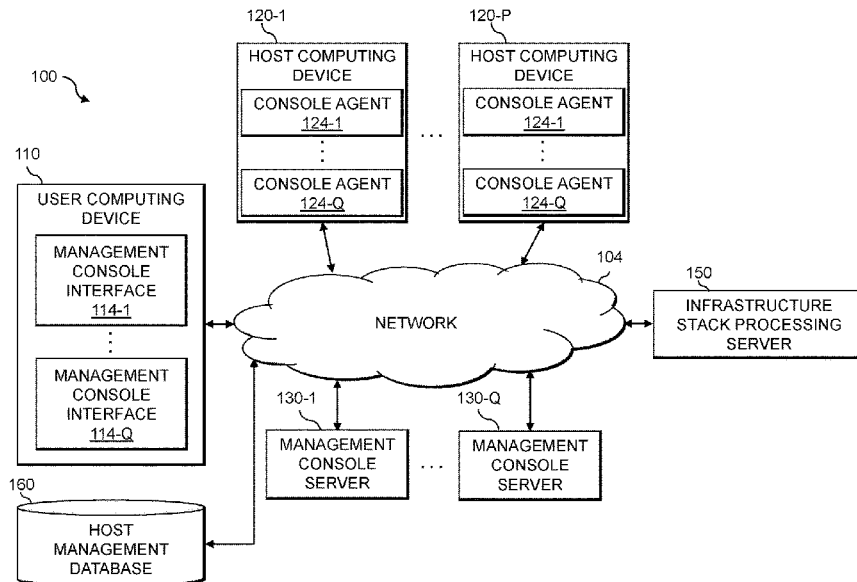 120-1
120-P
HOST COMPUTING
DEVICE
CONSOLE AGENT
124-1
CONSOLE AGENT
124-Q
...
HOST COMPUTING
DEVICE
CONSOLE AGENT
124-1
CONSOLE AGENT
124-Q
100
110
USER COMPUTING
DEVICE
MANAGEMENT
CONSOLE
INTERFACE
114-1
MANAGEMENT
CONSOLE
INTERFACE
114-Q
104
NETWORK
150
INFRASTRUCTURE
STACK PROCESSING
SERVER
130-1
MANAGEMENT
CONSOLE
SERVER
...
130-Q
MANAGEMENT
CONSOLE
SERVER
160
HOST
MANAGEMENT
DATABASE